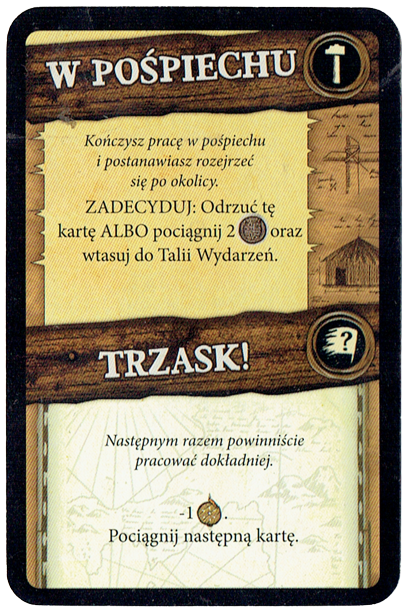 W POŚPIECHU
Kończysz pracę w pośpiechu
i postanawiasz rozejrzeć
się po okolicy.
ZADECYDUJ: Odrzuć tę
kartę ALBO pociągnij 2 oraz
wtasuj do Talii Wydarzeń.
?
TRZASK!
Następnym razem powinniście
pracować dokładniej.
-1 .
Pociągnij następną kartę.